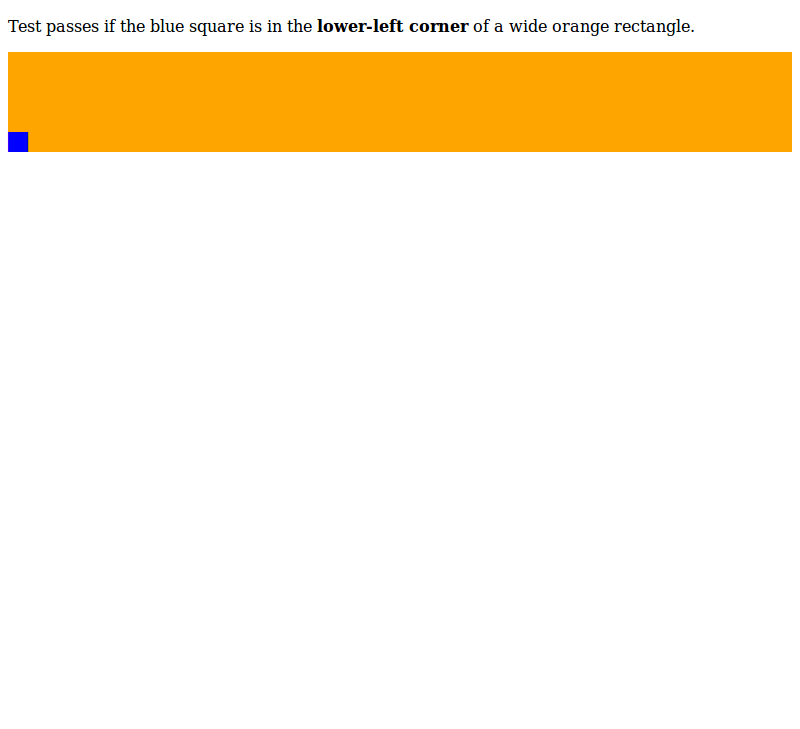 Test passes if the blue square is in the lower-left corner of a wide orange rectangle.